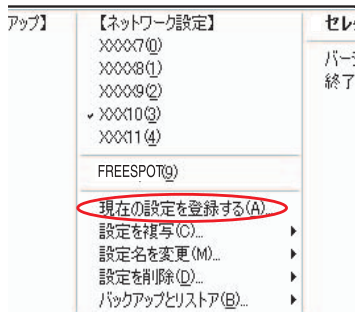 アップ】
【ネットワーク設定】
XXXX7(0)
XXXX8(1)
XXXX9(2)
✓ XXX10(3)
XXX11(4)
FREESPOT(9)
現在の設定を登録する(A)...
設定を複写(C)...
設定名を変更(M)...
設定を削除(D)...
バックアップとリストア(B)...
セレ
バージ
終了